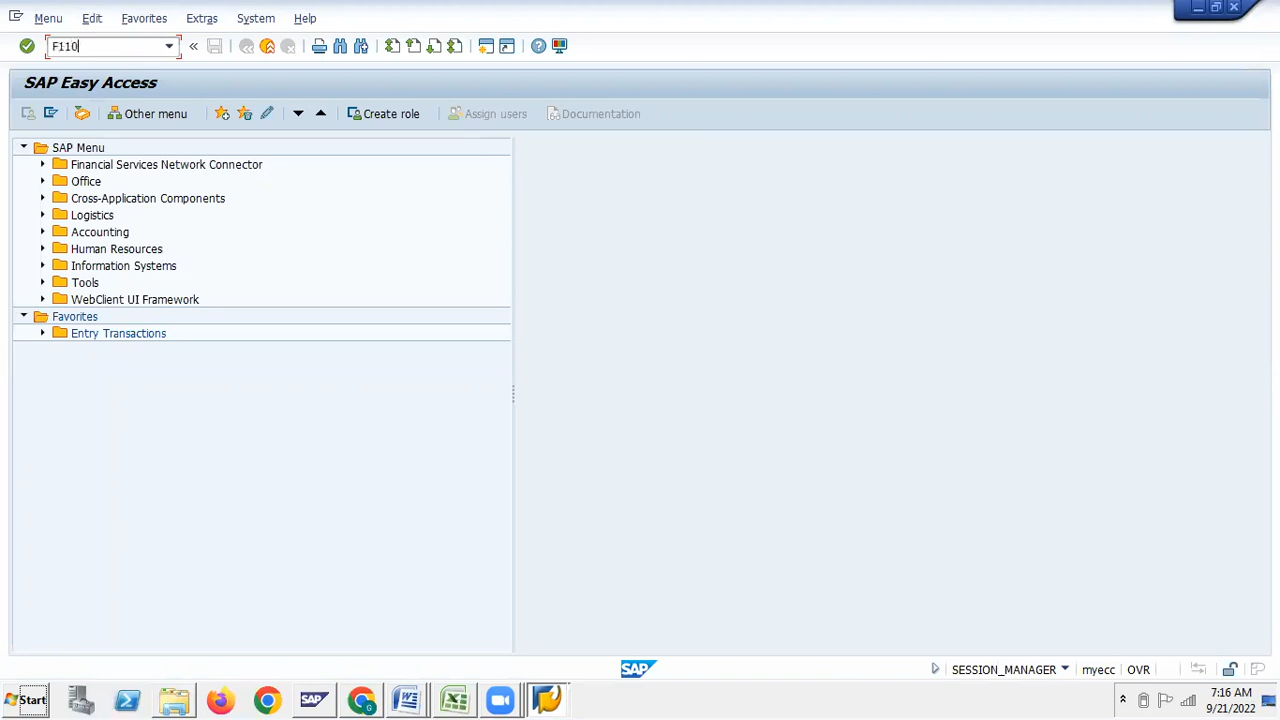 Menu Edit Favorites Extras System Help
F110
SAP Easy Access
Other menu Create role Assign users Documentation
SAP Menu
Financial Services Network Connector
Office
Cross-Application Components
Logistics
Accounting
Human Resources
Information Systems
Tools
WebClient UI Framework
Favorites
Entry Transactions
SAP
SESSION_MANAGER myecc OVR
Start SAP 7:16 AM
9/21/2022